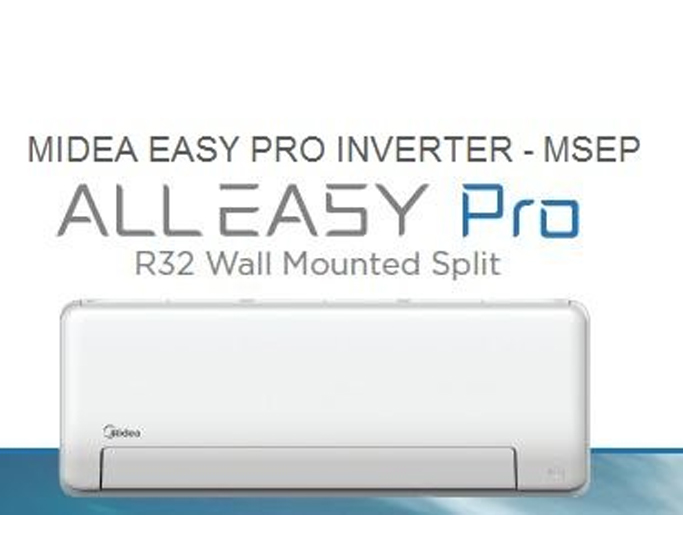 MIDEA EASY PRO INVERTER - MSEP
ALL EASY Pro
R32 Wall Mounted Split
Midea